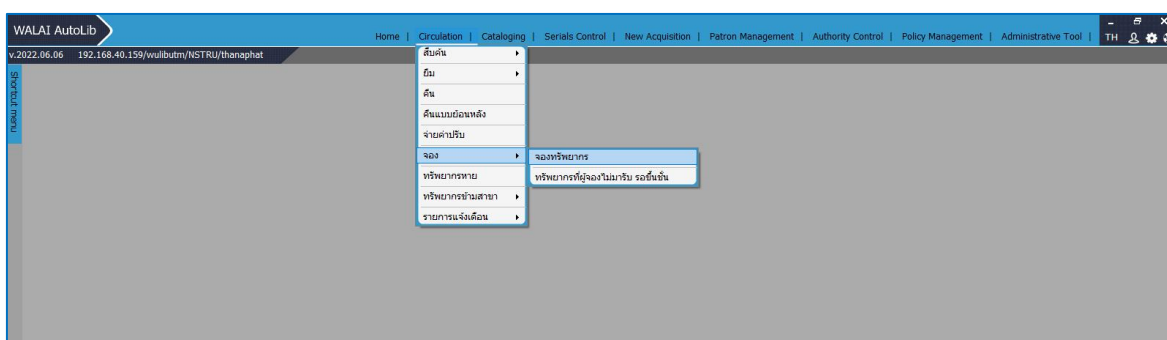 WALAI AutoLib
Home | Circulation | Cataloging | Serials Control | New Acquisition | Patron Management | Authority Control | Policy Management | Administrative Tool | TH
v.2022.06.06 192.168.40.159/wulibutm/NSTRU/thanaphat
Shortcut menu
สืบค้น
ยืม
คืน
คืนแบบย้อนหลัง
จ่ายค่าปรับ
จอง
จองทรัพยากร
ทรัพยากรหาย
ทรัพยากรที่ผู้จองไม่มารับ รอขึ้นชั้น
ทรัพยากรข้ามสาขา
รายการแจ้งเตือน